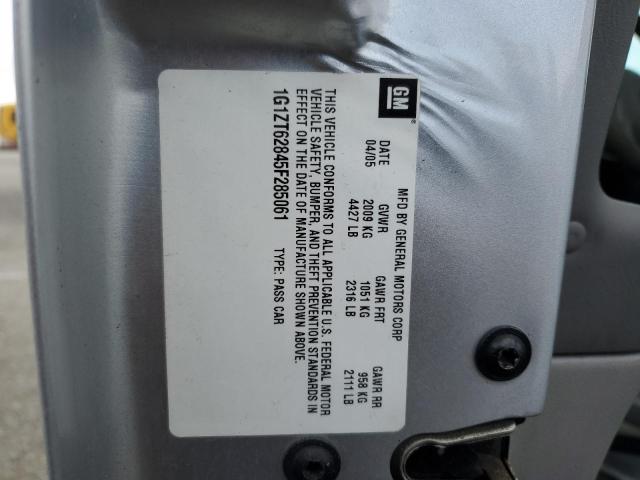 GM
MFD BY GENERAL MOTORS CORP
DATE GVWR GAWR FRT GAWR RR
04/05 2009 KG 1051 KG 958 KG
4427 LB 2316 LB 2111 LB
THIS VEHICLE CONFORMS TO ALL APPLICABLE U.S. FEDERAL MOTOR
VEHICLE SAFETY, BUMPER, AND THEFT PREVENTION STANDARDS IN
EFFECT ON THE DATE OF MANUFACTURE SHOWN ABOVE.
1G1ZT62845F285061 TYPE: PASS CAR